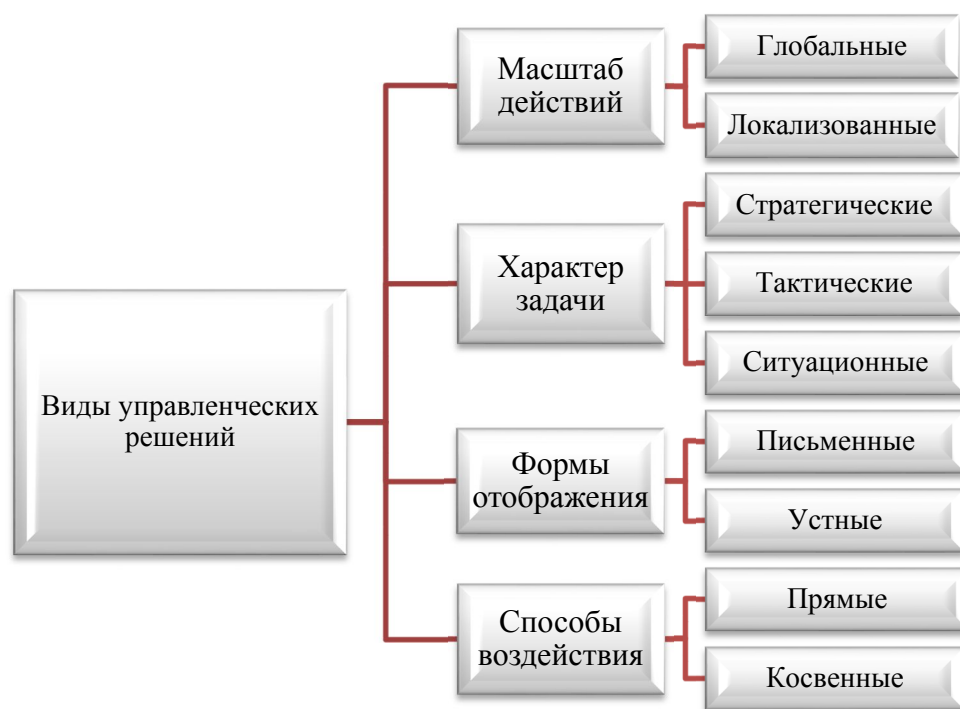 Виды управленческих
решений
Масштаб
действий
Глобальные
Локализованные
Характер
задачи
Стратегические
Тактические
Ситуационные
Формы
отображения
Письменные
Устные
Способы
воздействия
Прямые
Косвенные